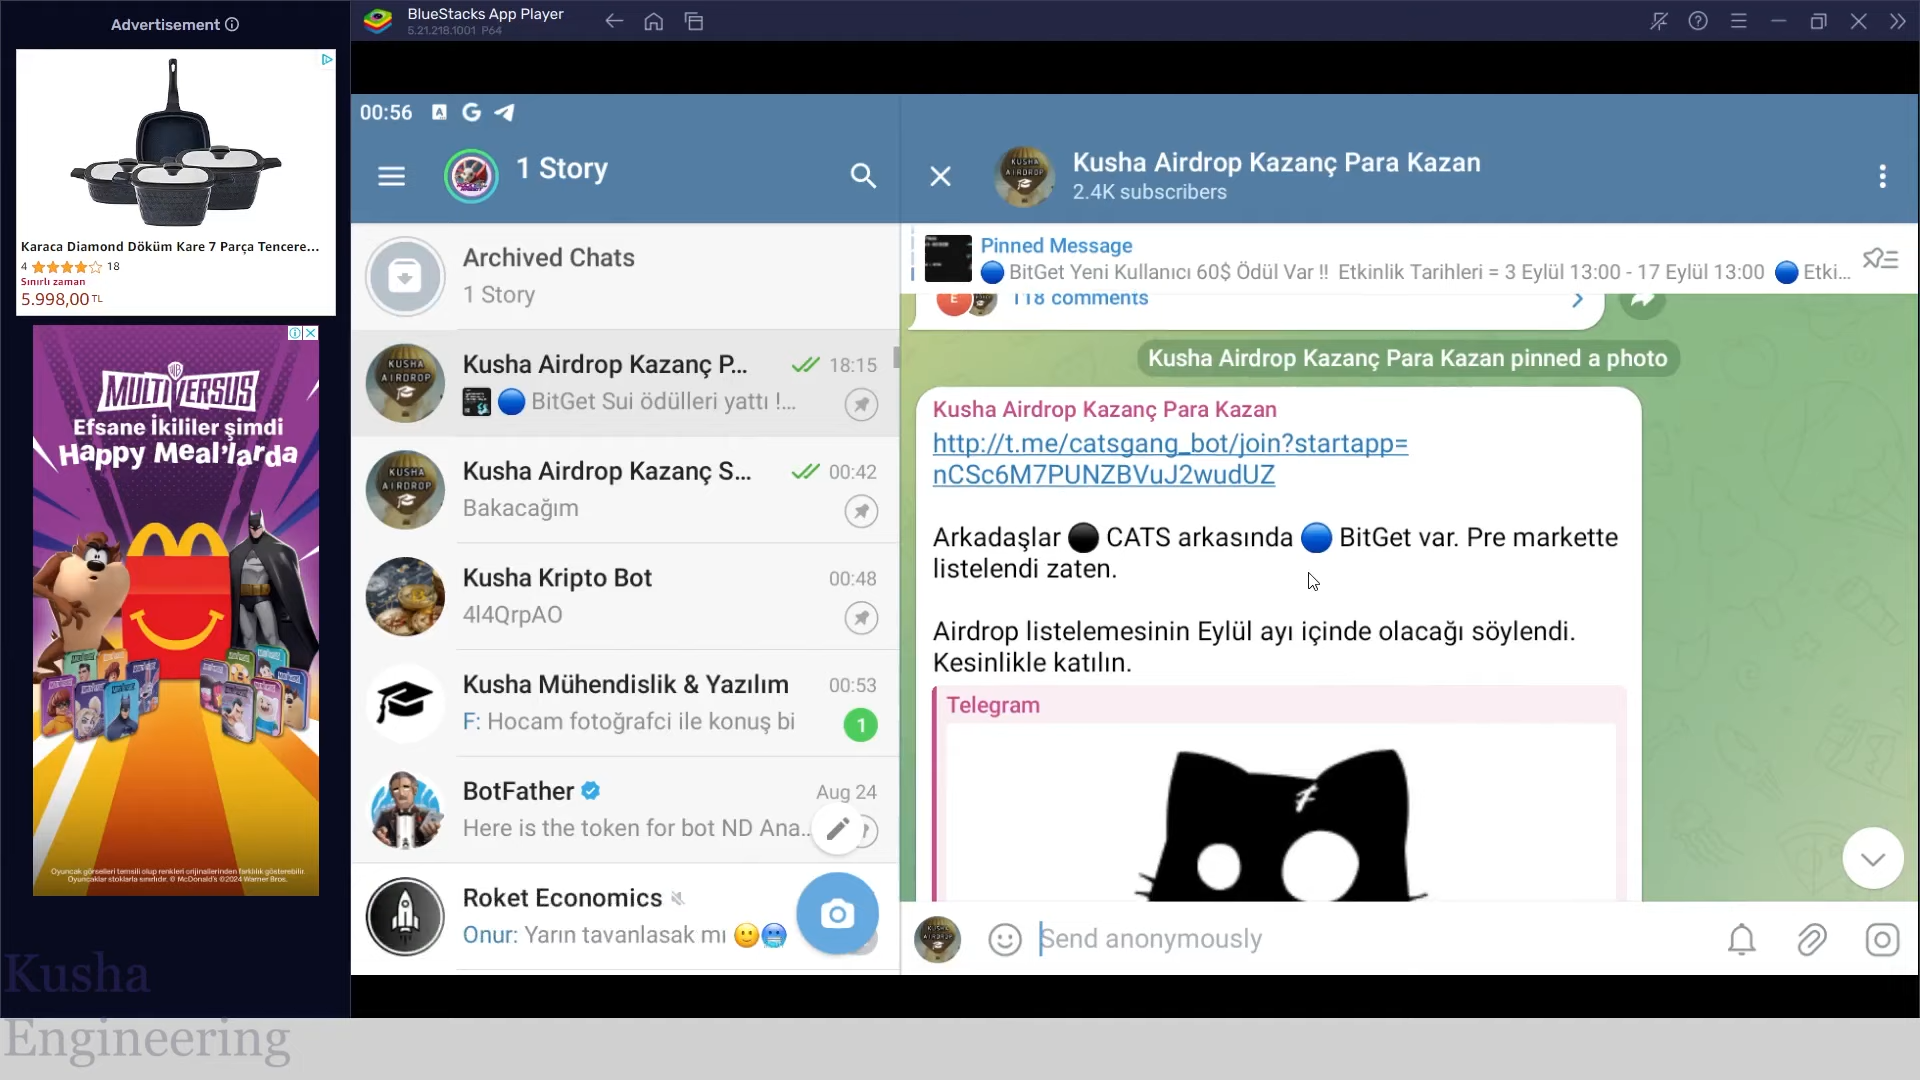 Advertisement
Karaca Diamond Döküm Kare 7 Parça Tencere...
4
18
Sınırlı zaman
5.998,00 TL
MULTIVERSUS
Efsane İkililer şimdi
Happy Meal'larda
Oyuncak görselleri temsili olup renkleri orijinallerinden farklılık gösterebilir.
Oyuncaklar stoklarla sınırlıdır. © McDonald's ©2024 Warner Bros.
Kusha
Engineering
BlueStacks App Player
5.21.218.1001 P64
00:56
1 Story
Archived Chats
1 Story
Kusha Airdrop Kazanç P...
18:15
BitGet Sui ödülleri yattı !...
Kusha Airdrop Kazanç S...
00:42
Bakacağım
Kusha Kripto Bot
00:48
4l4QrpAO
Kusha Mühendislik & Yazılım
00:53
F: Hocam fotoğrafci ile konuş bi
1
BotFather
Aug 24
Here is the token for bot ND Ana...
Roket Economics
Onur: Yarın tavanlasak mı 🙂🥶
Kusha Airdrop Kazanç Para Kazan
2.4K subscribers
Pinned Message
🔵 BitGet Yeni Kullanıcı 60$ Ödül Var !! Etkinlik Tarihleri = 3 Eylül 13:00 - 17 Eylül 13:00 🔵 Etki...
118 comments
Kusha Airdrop Kazanç Para Kazan pinned a photo
Kusha Airdrop Kazanç Para Kazan
http://t.me/catsgang_bot/join?startapp=
nCSc6M7PUNZBVuJ2wudUZ
Arkadaşlar ⚫ CATS arkasında 🔵 BitGet var. Pre markette
listelendi zaten.
Airdrop listelemesinin Eylül ayı içinde olacağı söylendi.
Kesinlikle katılın.
Telegram
Send anonymously